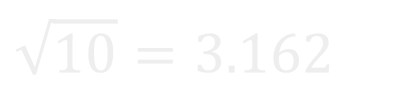 √10 = 3.162